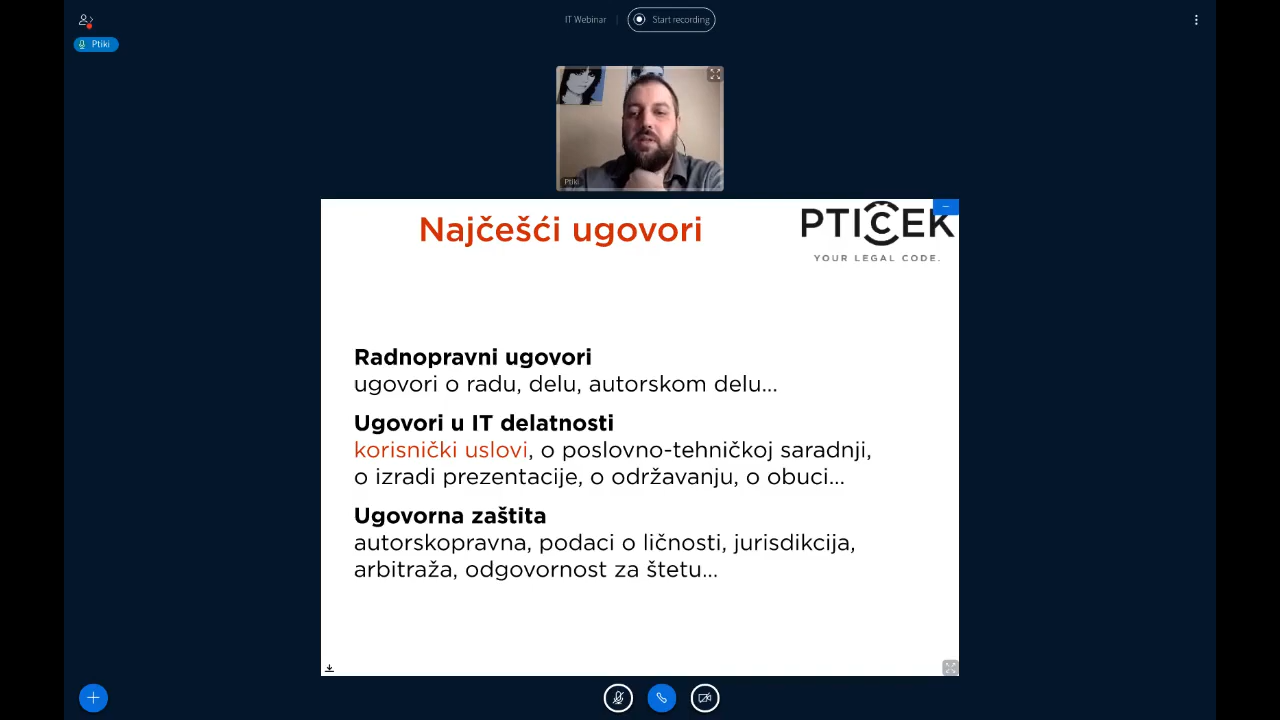 IT Webinar
Start recording
Ptiki
Ptiki
Najčešći ugovori
PTIČEK
YOUR LEGAL CODE.
Radnopravni ugovori
ugovori o radu, delu, autorskom delu...
Ugovori u IT delatnosti
korisnički uslovi, o poslovno-tehničkoj saradnji,
o izradi prezentacije, o održavanju, o obuci...
Ugovorna zaštita
autorskopravna, podaci o ličnosti, jurisdikcija,
arbitraža, odgovornost za štetu...